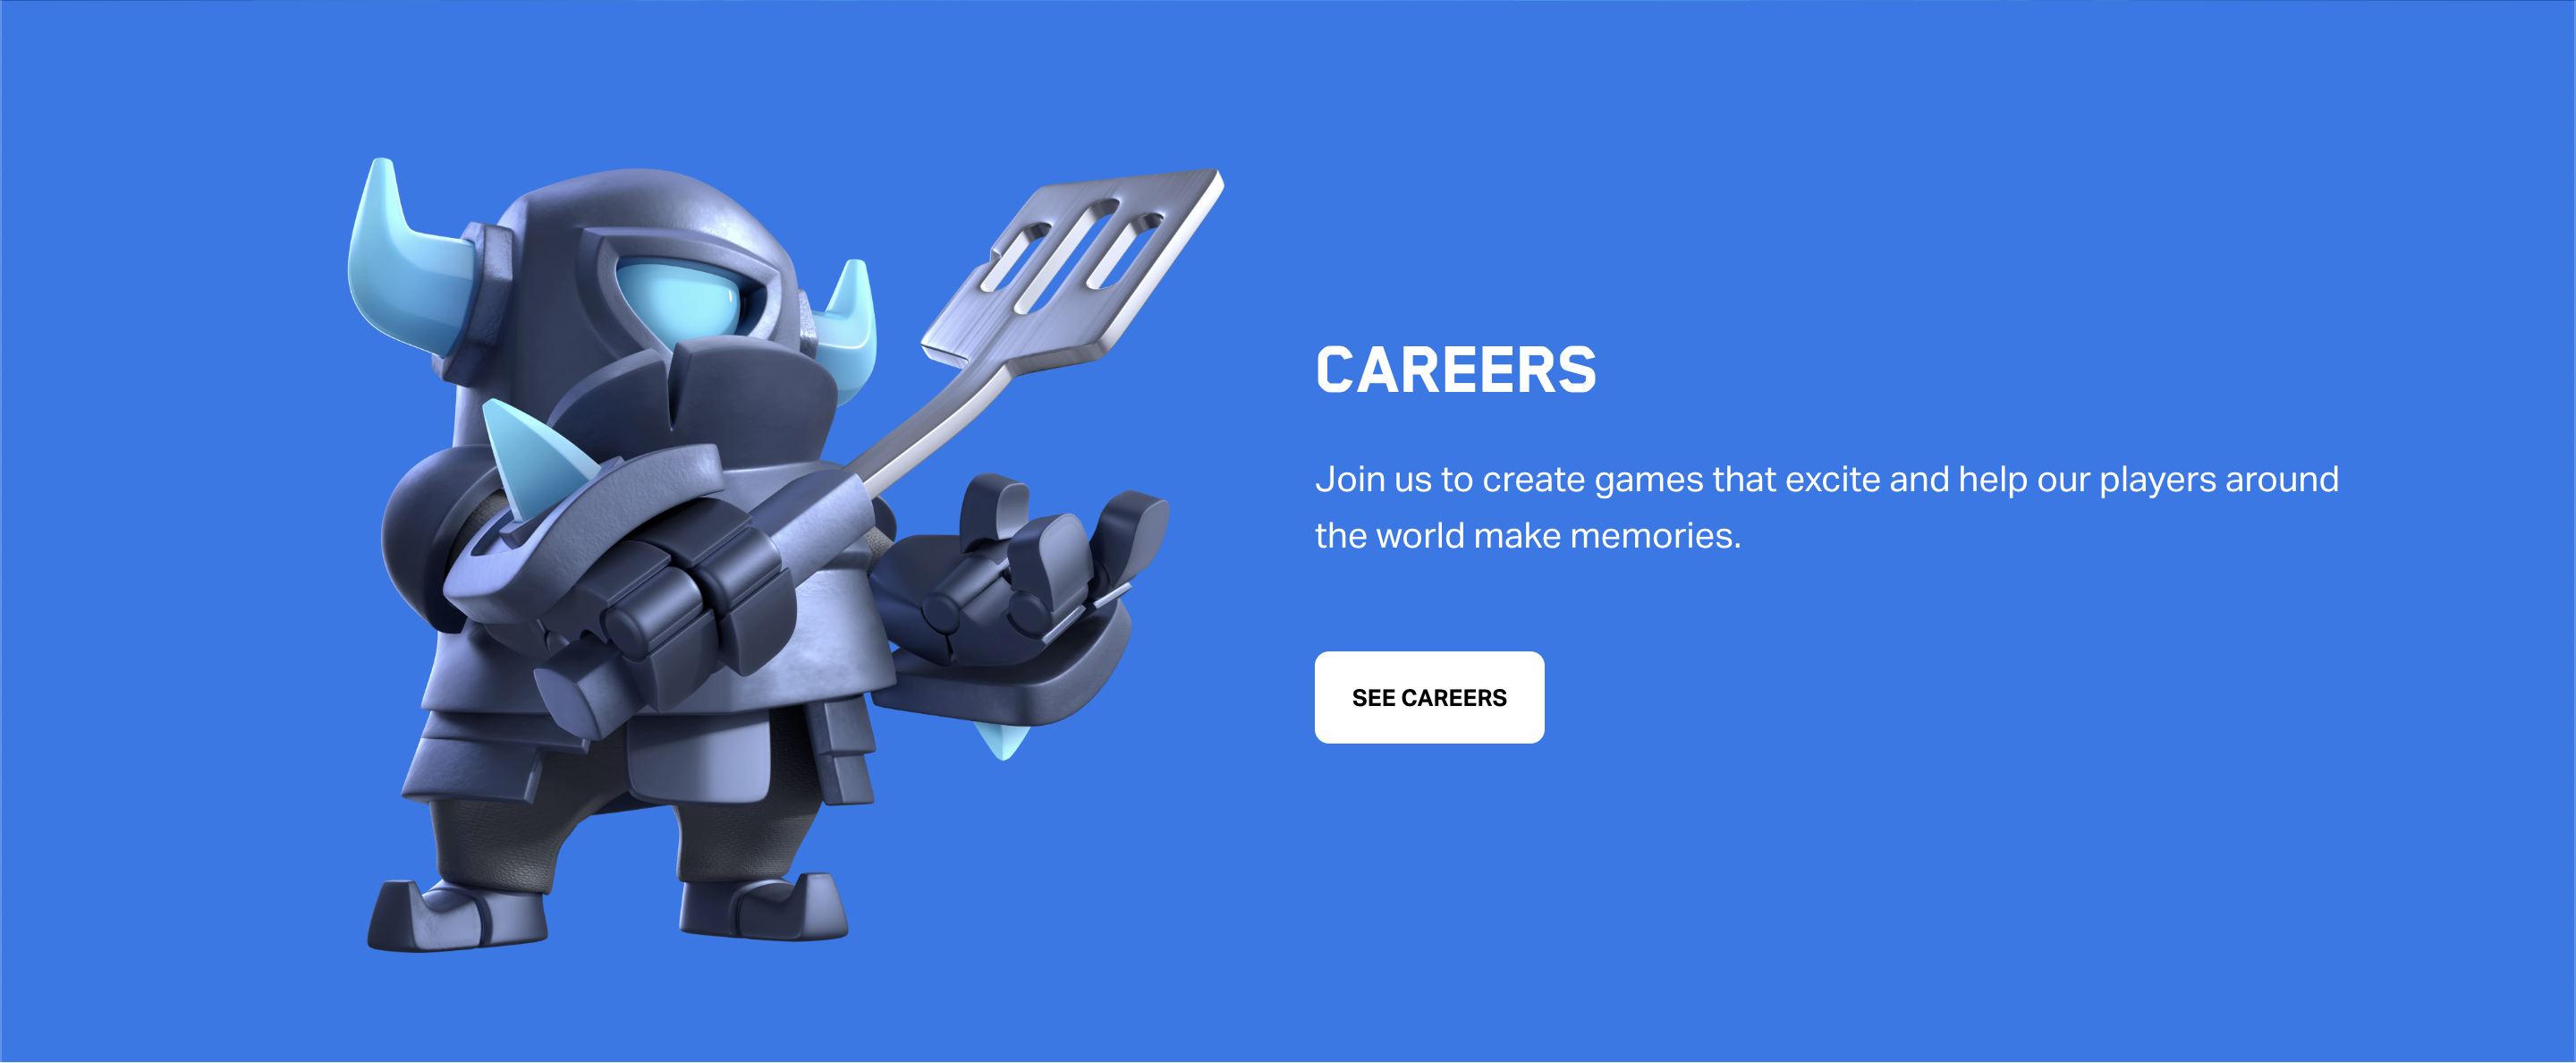 CAREERS
Join us to create games that excite and help our players around
the world make memories.
SEE CAREERS